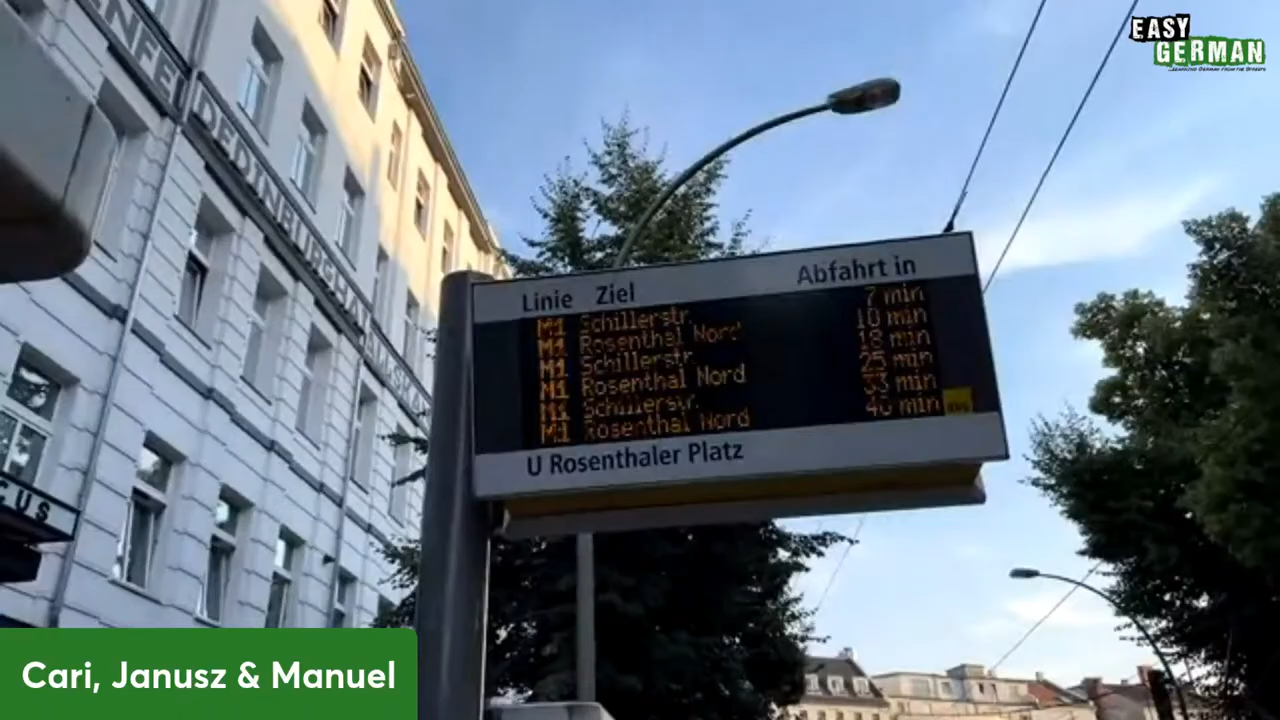 EASY
GERMAN
Linie Ziel Abfahrt in
M1 Schillerstr. 7 min
M1 Rosenthal Nord 10 min
M1 Schillerstr. 18 min
M1 Rosenthal Nord 25 min
M1 Schillerstr. 33 min
M1 Rosenthal Nord 40 min
U Rosenthaler Platz
CUS
Cari, Janusz & Manuel